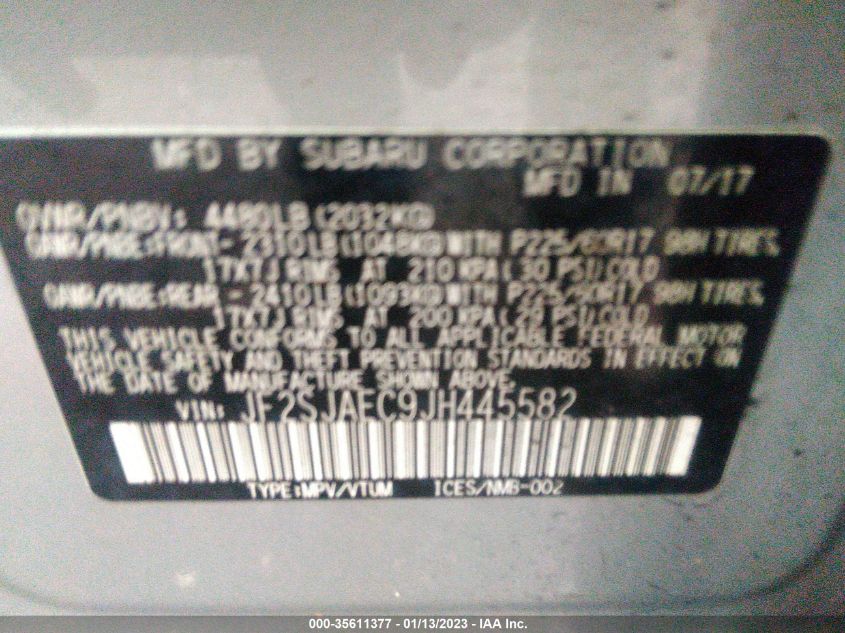 MFD BY SUBARU CORPORATION
MFD IN 07/17
GVWR/PNBV: 4480LB(2032KG)
GAWR/PNBE:FRONT- 2310LB(1048KG)WITH P225/60R17 98H TIRES,
17X7J RIMS AT 210 KPA(30 PSI)COLD
GAWR/PNBE:REAR - 2410LB(1093KG)WITH P225/60R17 98H TIRES,
17X7J RIMS AT 200 KPA(29 PSI)COLD
THIS VEHICLE CONFORMS TO ALL APPLICABLE FEDERAL MOTOR
VEHICLE SAFETY AND THEFT PREVENTION STANDARDS IN EFFECT ON
THE DATE OF MANUFACTURE SHOWN ABOVE.
VIN: JF2SJAEC9JH445582
TYPE:MPV/VTUM ICES/NMB-002
000-35611377 - 01/13/2023 - IAA Inc.